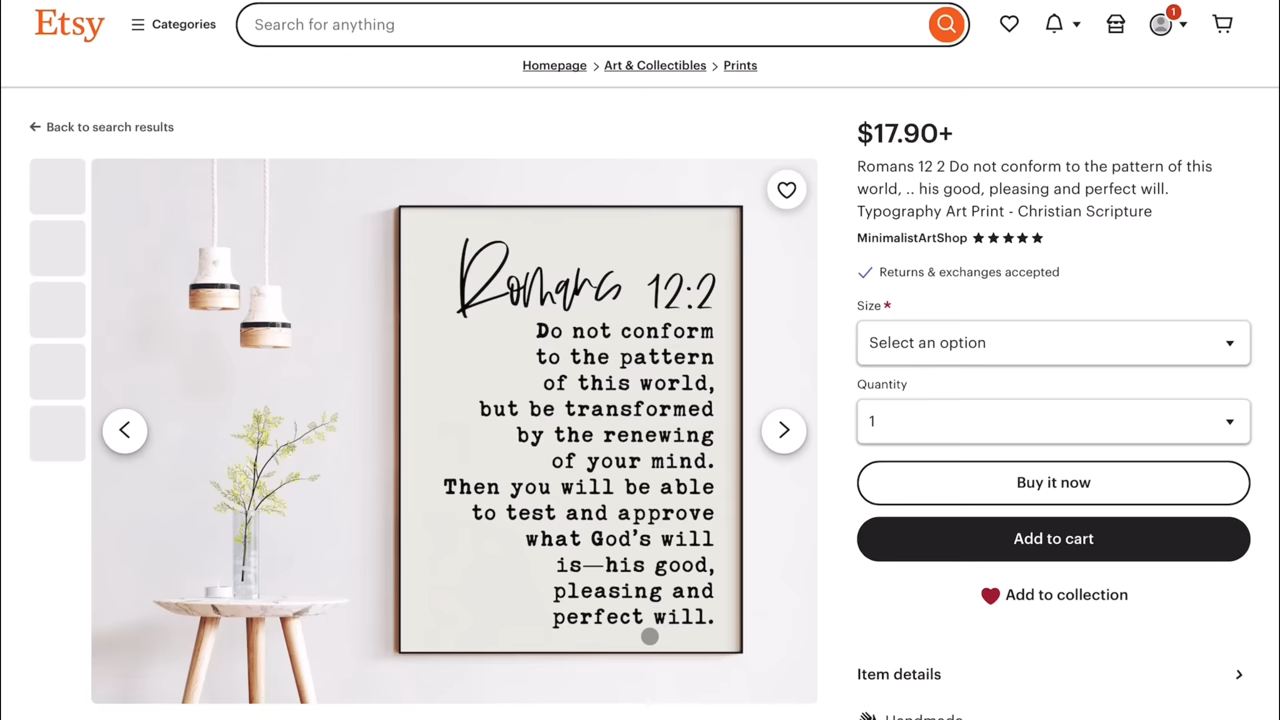 Etsy
Categories
Search for anything
1
Homepage > Art & Collectibles > Prints
Back to search results
Romans 12:2
Do not conform
to the pattern
of this world,
but be transformed
by the renewing
of your mind.
Then you will be able
to test and approve
what God's will
is—his good,
pleasing and
perfect will.
$17.90+
Romans 12 2 Do not conform to the pattern of this
world, .. his good, pleasing and perfect will.
Typography Art Print - Christian Scripture
MinimalistArtShop ★★★★★
Returns & exchanges accepted
Size*
Select an option
Quantity
1
Buy it now
Add to cart
Add to collection
Item details
Handmade